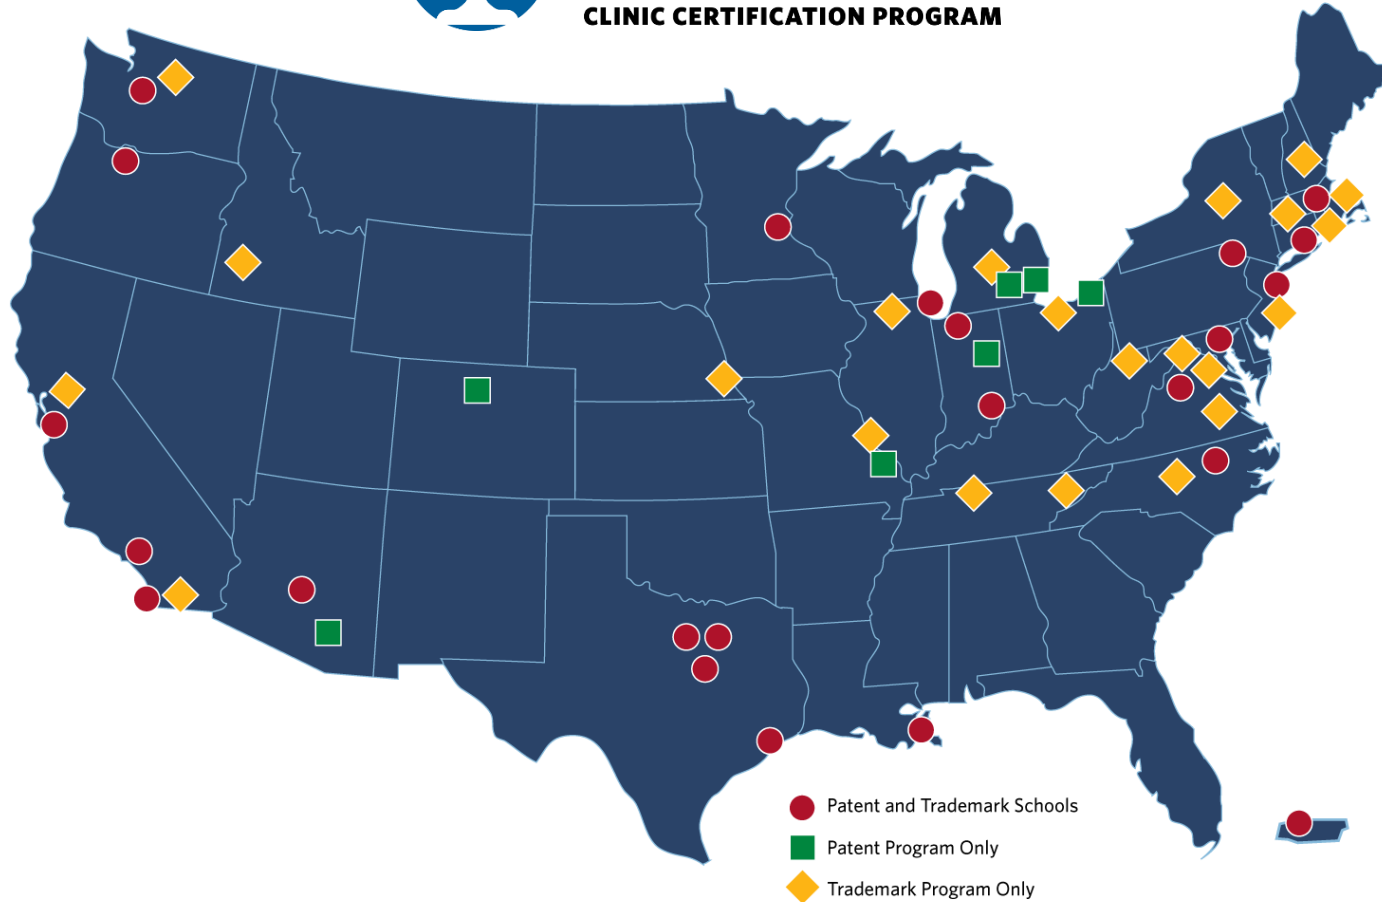 CLINIC CERTIFICATION PROGRAM
Patent and Trademark Schools
Patent Program Only
Trademark Program Only